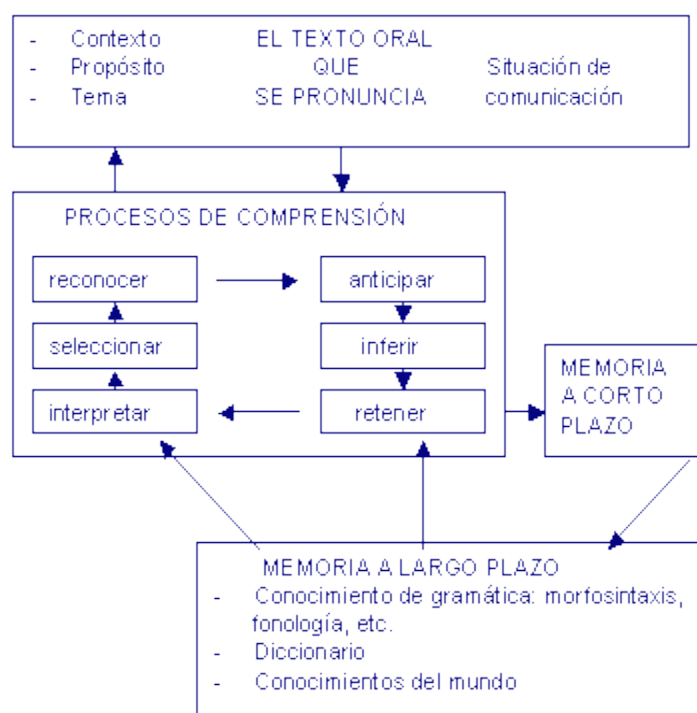 - Contexto EL TEXTO ORAL
- Propósito QUE Situación de
- Tema SE PRONUNCIA comunicación
PROCESOS DE COMPRENSIÓN
reconocer anticipar
seleccionar inferir
interpretar retener
MEMORIA
A CORTO
PLAZO
MEMORIA A LARGO PLAZO
- Conocimiento de gramática: morfosintaxis,
fonología, etc.
- Diccionario
- Conocimientos del mundo